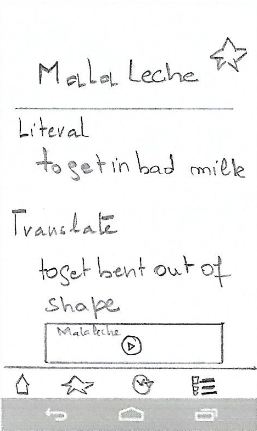 Mala Leche
Literal
to get in bad milk
Translate
to get bent out of
shape
Mala leche